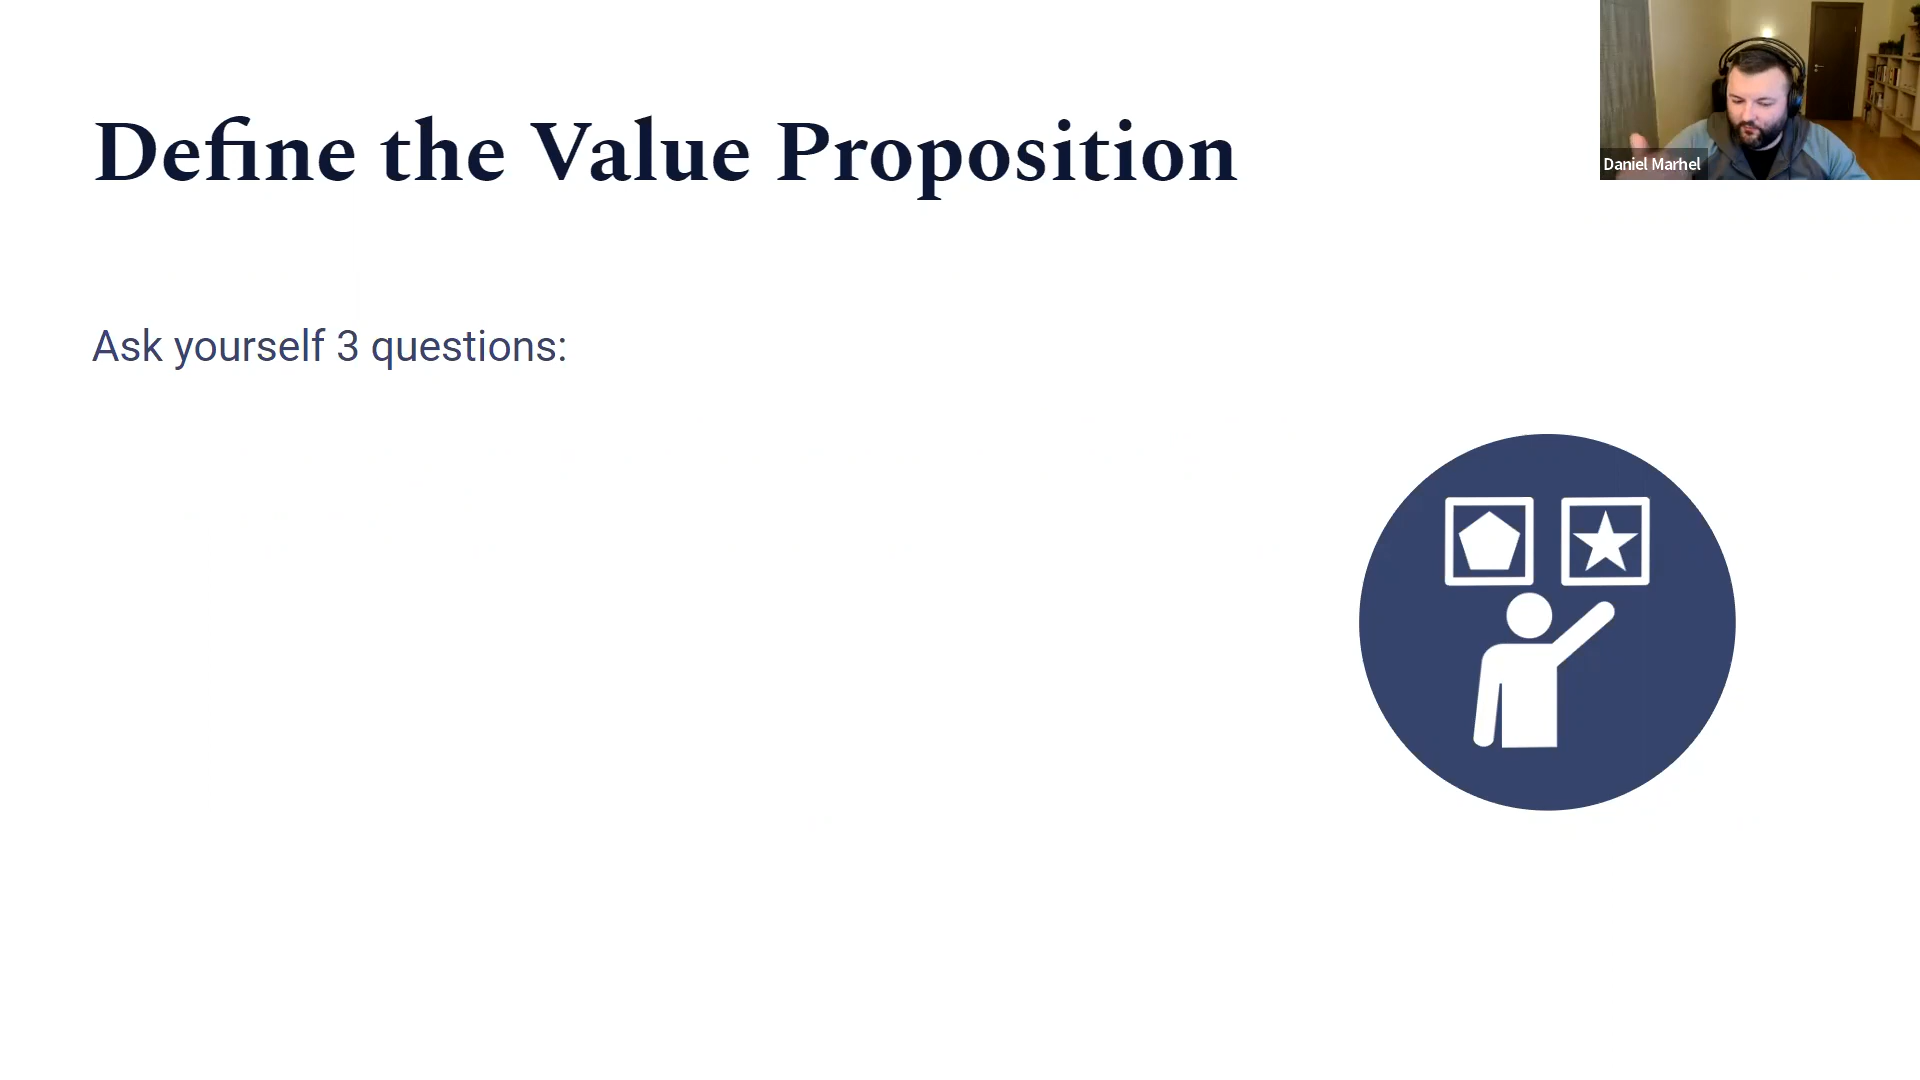 Define the Value Proposition
Daniel Marhel
Ask yourself 3 questions: